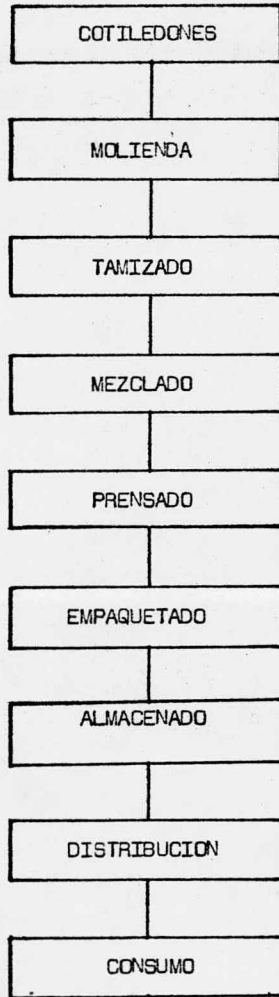 COTILEDONES
MOLIENDA
TAMIZADO
MEZCLADO
PRENSADO
EMPAQUETADO
ALMACENADO
DISTRIBUCION
CONSUMO